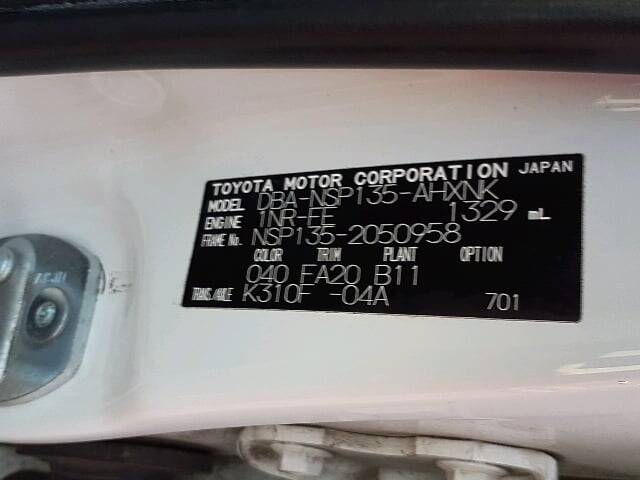 TOYOTA MOTOR CORPORATION JAPAN
MODEL DBA-NSP135-AHXNK
ENGINE 1NR-FE 1329 mL
FRAME No. NSP135-2050958
COLOR TRIM PLANT OPTION
040 FA20 B11
TRANS./AXLE K310F -04A 701